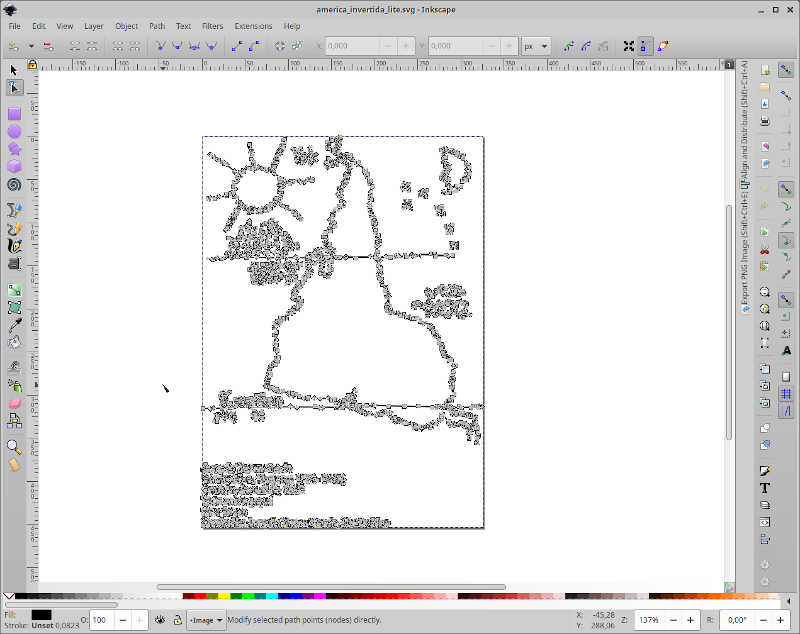 america_invertida_lite.svg - Inkscape
File Edit View Layer Object Path Text Filters Extensions Help
X: 0,000 Y: 0,000 px
-150 -100 -50 0 50 100 150 200 250 300 350 400 450 500 550
Align and Distribute (Shift+Ctrl+A)
Export PNG Image (Shift+Ctrl+E)
Fill:
Stroke: Unset 0,0823
O: 100
Image
Modify selected path points (nodes) directly.
X: -45,28
Y: 288,06
Z: 137%
R: 0,00°